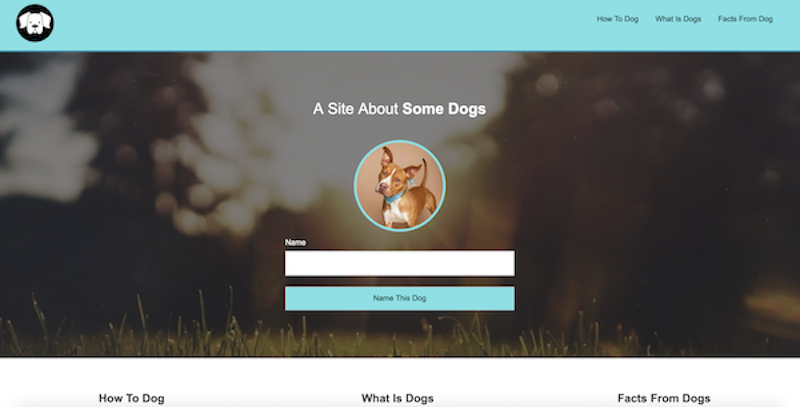 How To Dog What Is Dogs Facts From Dog
A Site About Some Dogs
Name
Name This Dog
How To Dog What Is Dogs Facts From Dogs